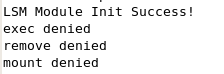 LSM Module Init Success!
exec denied
remove denied
mount denied